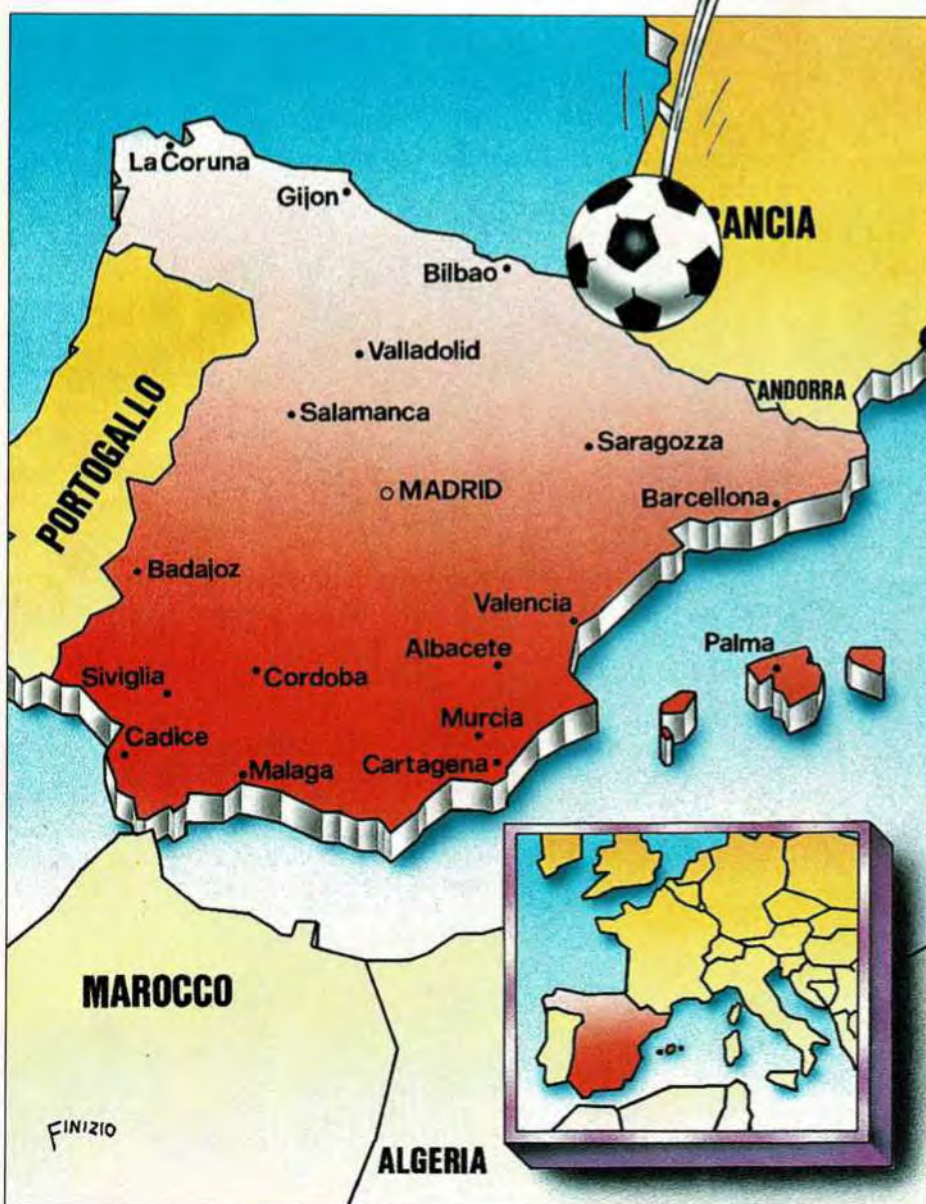 La Coruna
Gijon
RANCIA
Bilbao
Valladolid
ANDORRA
Salamanca
Saragozza
PORTOGALLO
MADRID
Barcellona
Badajoz
Valencia
Albacete
Palma
Siviglia
Cordoba
Murcia
Cadice
Malaga
Cartagena
MAROCCO
FINIZIO
ALGERIA